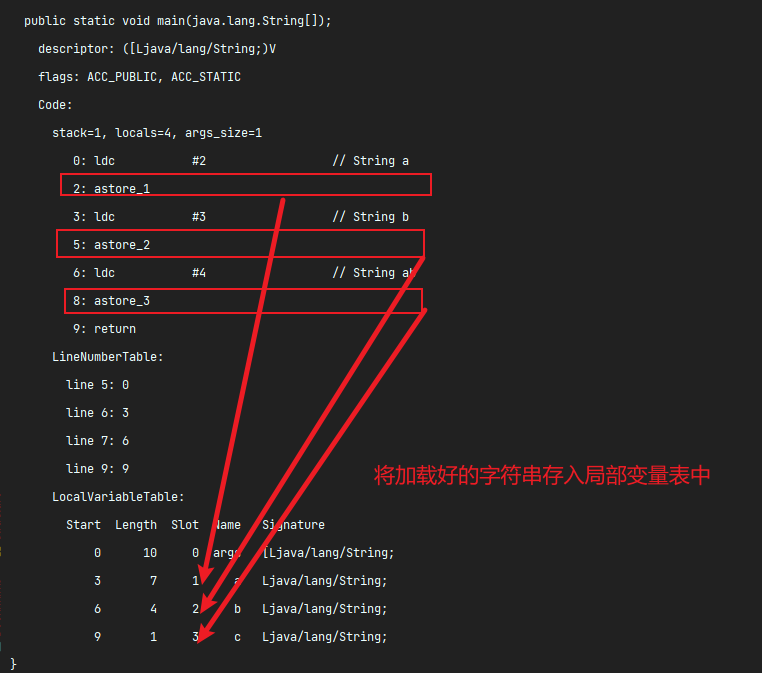 public static void main(java.lang.String[]);
descriptor: ([Ljava/lang/String;)V
flags: ACC_PUBLIC, ACC_STATIC
Code:
stack=1, locals=4, args_size=1
0: ldc #2 // String a
2: astore_1
3: ldc #3 // String b
5: astore_2
6: ldc #4 // String ab
8: astore_3
9: return
LineNumberTable:
line 5: 0
line 6: 3
line 7: 6
line 9: 9
将加载好的字符串存入局部变量表中
LocalVariableTable:
Start Length Slot Name Signature
0 10 0 args [Ljava/lang/String;
3 7 1 a Ljava/lang/String;
6 4 2 b Ljava/lang/String;
9 1 3 c Ljava/lang/String;
}